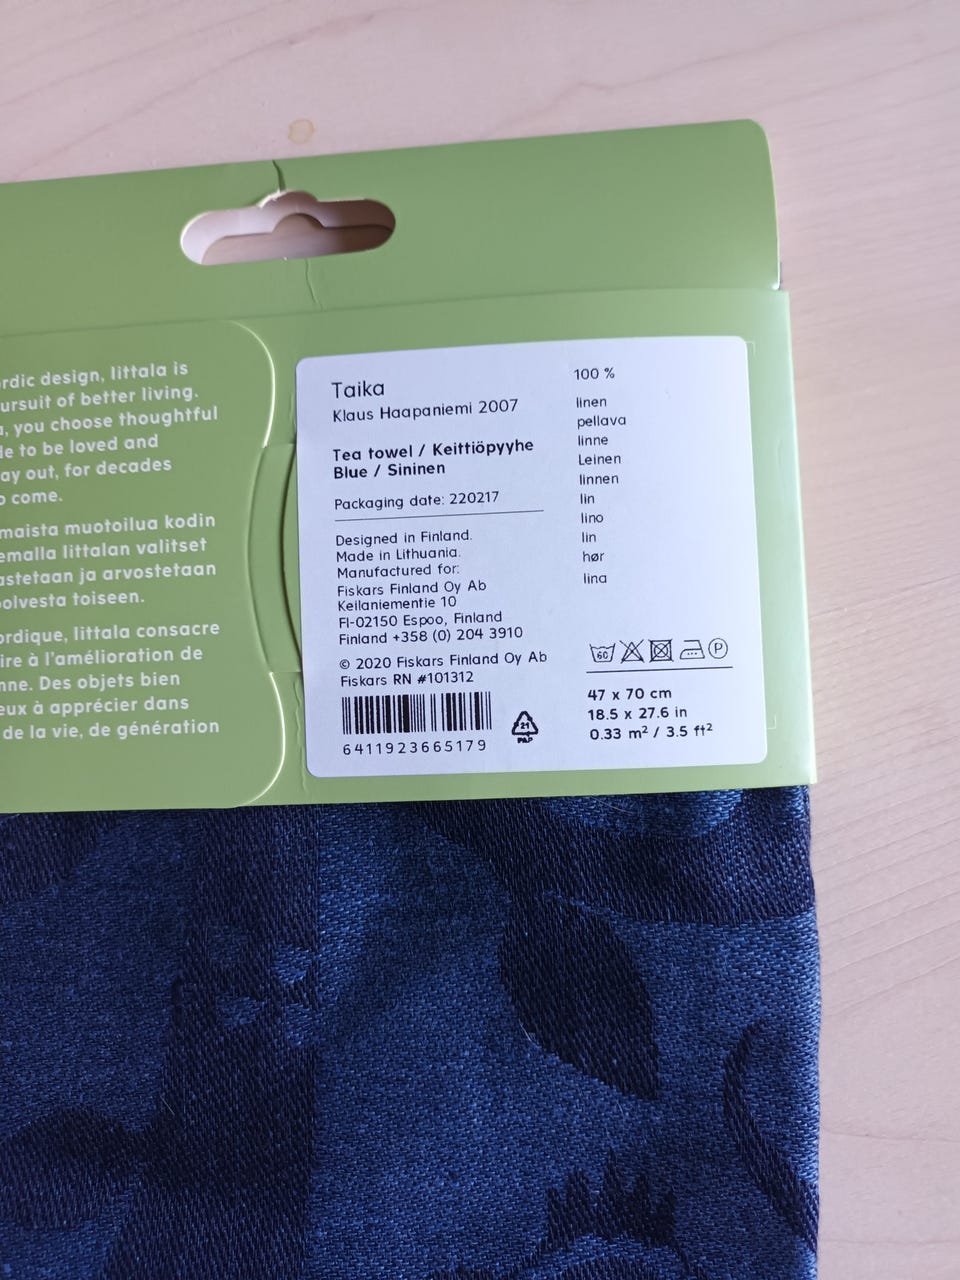 rdic design, Iittala is
ursuit of better living.
, you choose thoughtful
de to be loved and
ay out, for decades
o come.
maista muotoilua kodin
emalla Iittalan valitset
astetaan ja arvostetaan
olvesta toiseen.
ordique, Iittala consacre
ire à l'amélioration de
nne. Des objets bien
eux à apprécier dans
de la vie, de génération
Taika
Klaus Haapaniemi 2007
Tea towel / Keittiöpyyhe
Blue / Sininen
Packaging date: 220217
Designed in Finland.
Made in Lithuania.
Manufactured for:
Fiskars Finland Oy Ab
Keilaniementie 10
FI-02150 Espoo, Finland
Finland +358 (0) 204 3910
© 2020 Fiskars Finland Oy Ab
Fiskars RN #101312
6411923665179
21
PAP
100 %
linen
pellava
linne
Leinen
linnen
lin
lino
lin
hør
lina
60
P
47 x 70 cm
18.5 x 27.6 in
0.33 m² / 3.5 ft²